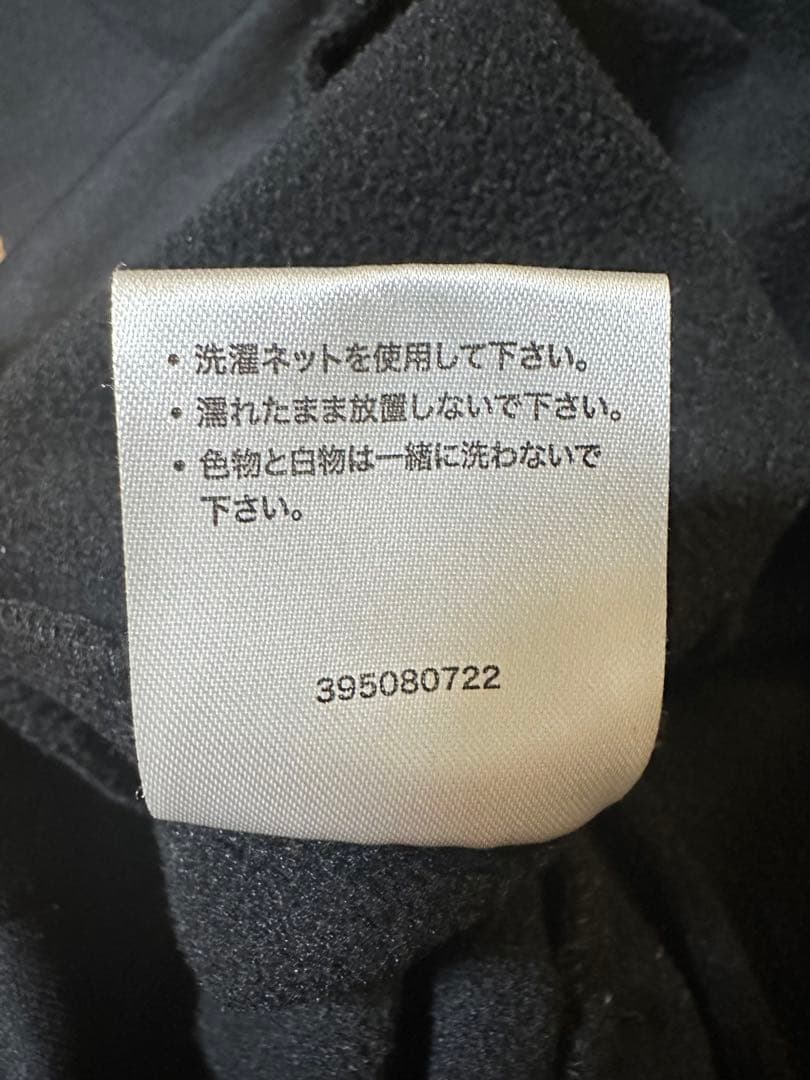 ・洗濯ネットを使用して下さい。
・濡れたまま放置しないで下さい。
・色物と白物は一緒に洗わないで
下さい。
395080722